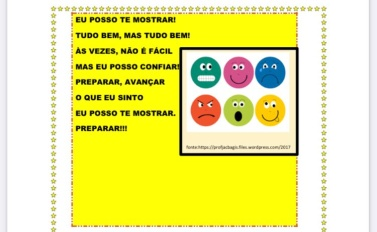 EU POSSO TE MOSTRAR!
TUDO BEM, MAS TUDO BEM!
ÀS VEZES, NÃO É FÁCIL
MAS EU POSSO CONFIAR!
PREPARAR, AVANÇAR
O QUE EU SINTO
EU POSSO TE MOSTRAR.
PREPARAR!!!
fonte:https://profjacbagis.files.wordpress.com/2017